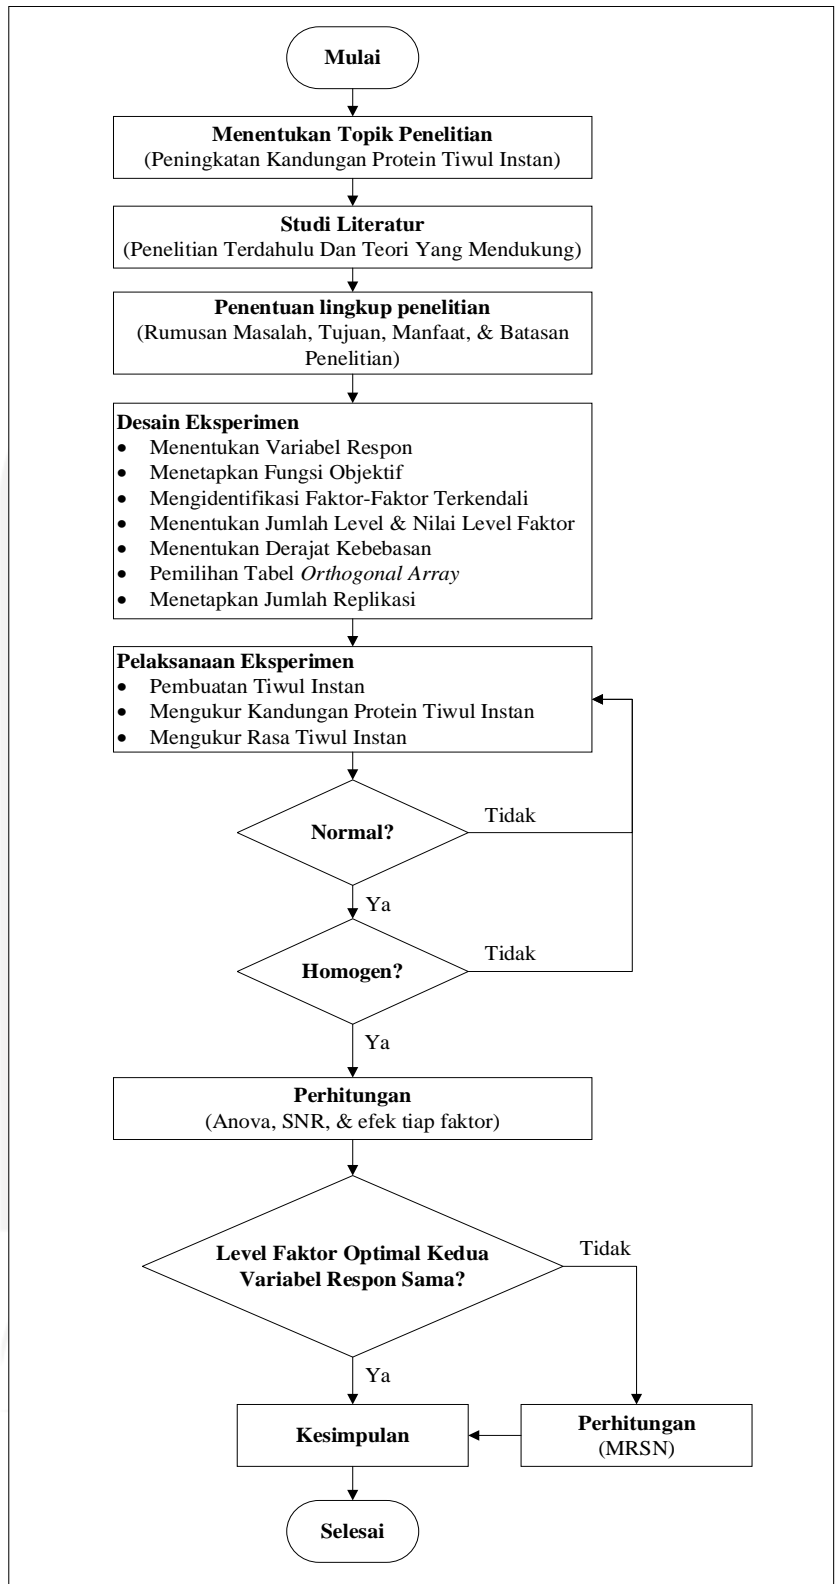 Mulai
Menentukan Topik Penelitian
(Peningkatan Kandungan Protein Tiwul Instan)
Studi Literatur
(Penelitian Terdahulu Dan Teori Yang Mendukung)
Penentuan lingkup penelitian
(Rumusan Masalah, Tujuan, Manfaat, & Batasan
Penelitian)
Desain Eksperimen
• Menentukan Variabel Respon
• Menetapkan Fungsi Objektif
• Mengidentifikasi Faktor-Faktor Terkendali
• Menentukan Jumlah Level & Nilai Level Faktor
• Menentukan Derajat Kebebasan
• Pemilihan Tabel Orthogonal Array
• Menetapkan Jumlah Replikasi
Pelaksanaan Eksperimen
• Pembuatan Tiwul Instan
• Mengukur Kandungan Protein Tiwul Instan
• Mengukur Rasa Tiwul Instan
Normal?
Tidak
Ya
Homogen?
Tidak
Ya
Perhitungan
(Anova, SNR, & efek tiap faktor)
Level Faktor Optimal Kedua
Variabel Respon Sama?
Tidak
Ya
Kesimpulan
Perhitungan
(MRSN)
Selesai